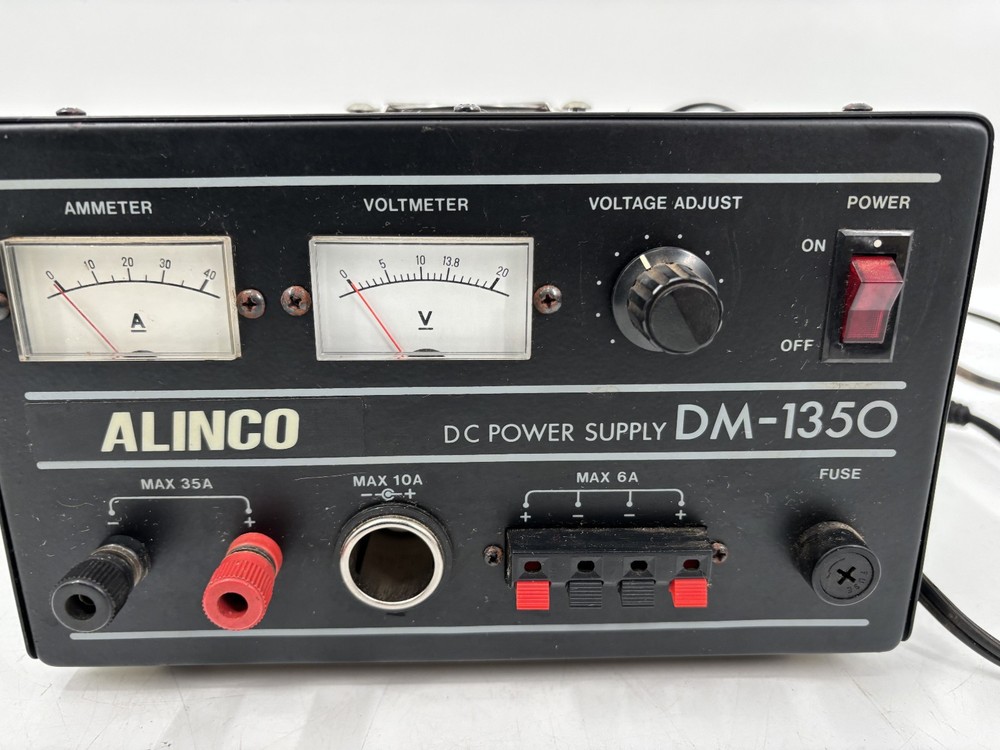 AMMETER
VOLTMETER
VOLTAGE ADJUST
POWER
0 10 20 30 40
A
0 5 10 13.8 20
V
ON
OFF
ALINCO
DC POWER SUPPLY DM-1350
MAX 35A
MAX 10A
MAX 6A
FUSE
- +
- +
+ - - +
FUSE